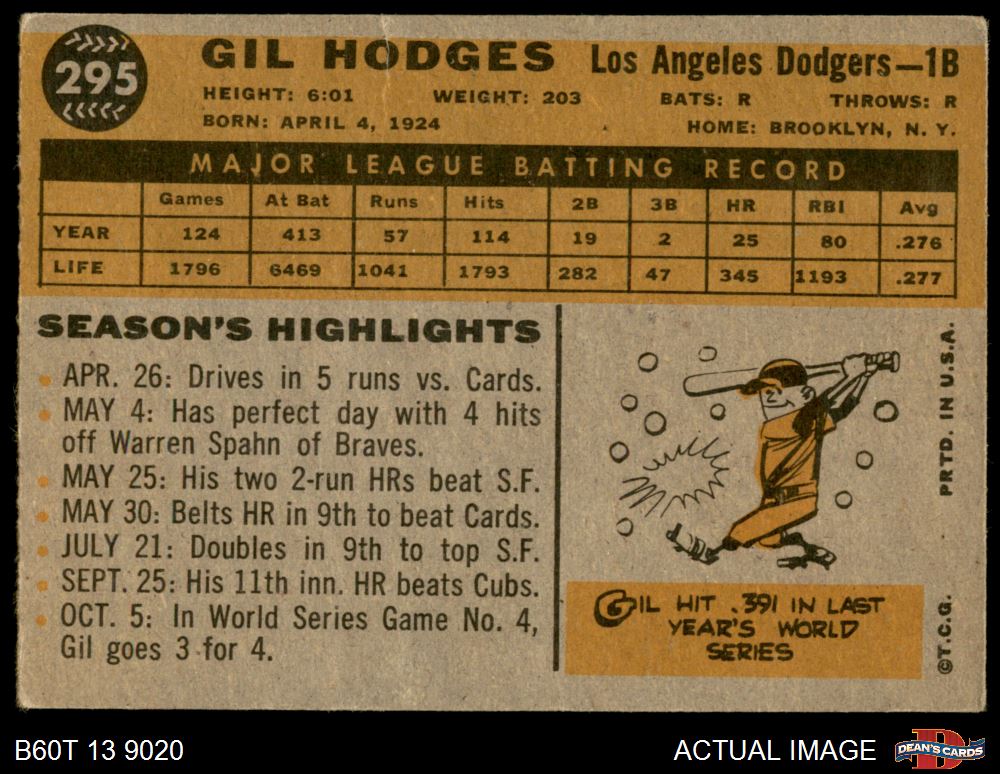 295
GIL HODGES Los Angeles Dodgers—1B
HEIGHT: 6:01 WEIGHT: 203 BATS: R THROWS: R
BORN: APRIL 4, 1924 HOME: BROOKLYN, N. Y.
MAJOR LEAGUE BATTING RECORD
Games At Bat Runs Hits 2B 3B HR RBI Avg
YEAR 124 413 57 114 19 2 25 80 .276
LIFE 1796 6469 1041 1793 282 47 345 1193 .277
SEASON'S HIGHLIGHTS
• APR. 26: Drives in 5 runs vs. Cards.
• MAY 4: Has perfect day with 4 hits
off Warren Spahn of Braves.
• MAY 25: His two 2-run HRs beat S.F.
• MAY 30: Belts HR in 9th to beat Cards.
• JULY 21: Doubles in 9th to top S.F.
• SEPT. 25: His 11th inn. HR beats Cubs.
• OCT. 5: In World Series Game No. 4,
Gil goes 3 for 4.
GIL HIT .391 IN LAST
YEAR'S WORLD
SERIES
©T.C.G. PRTD. IN U.S.A.
B60T 13 9020 ACTUAL IMAGE DEAN'S CARDS